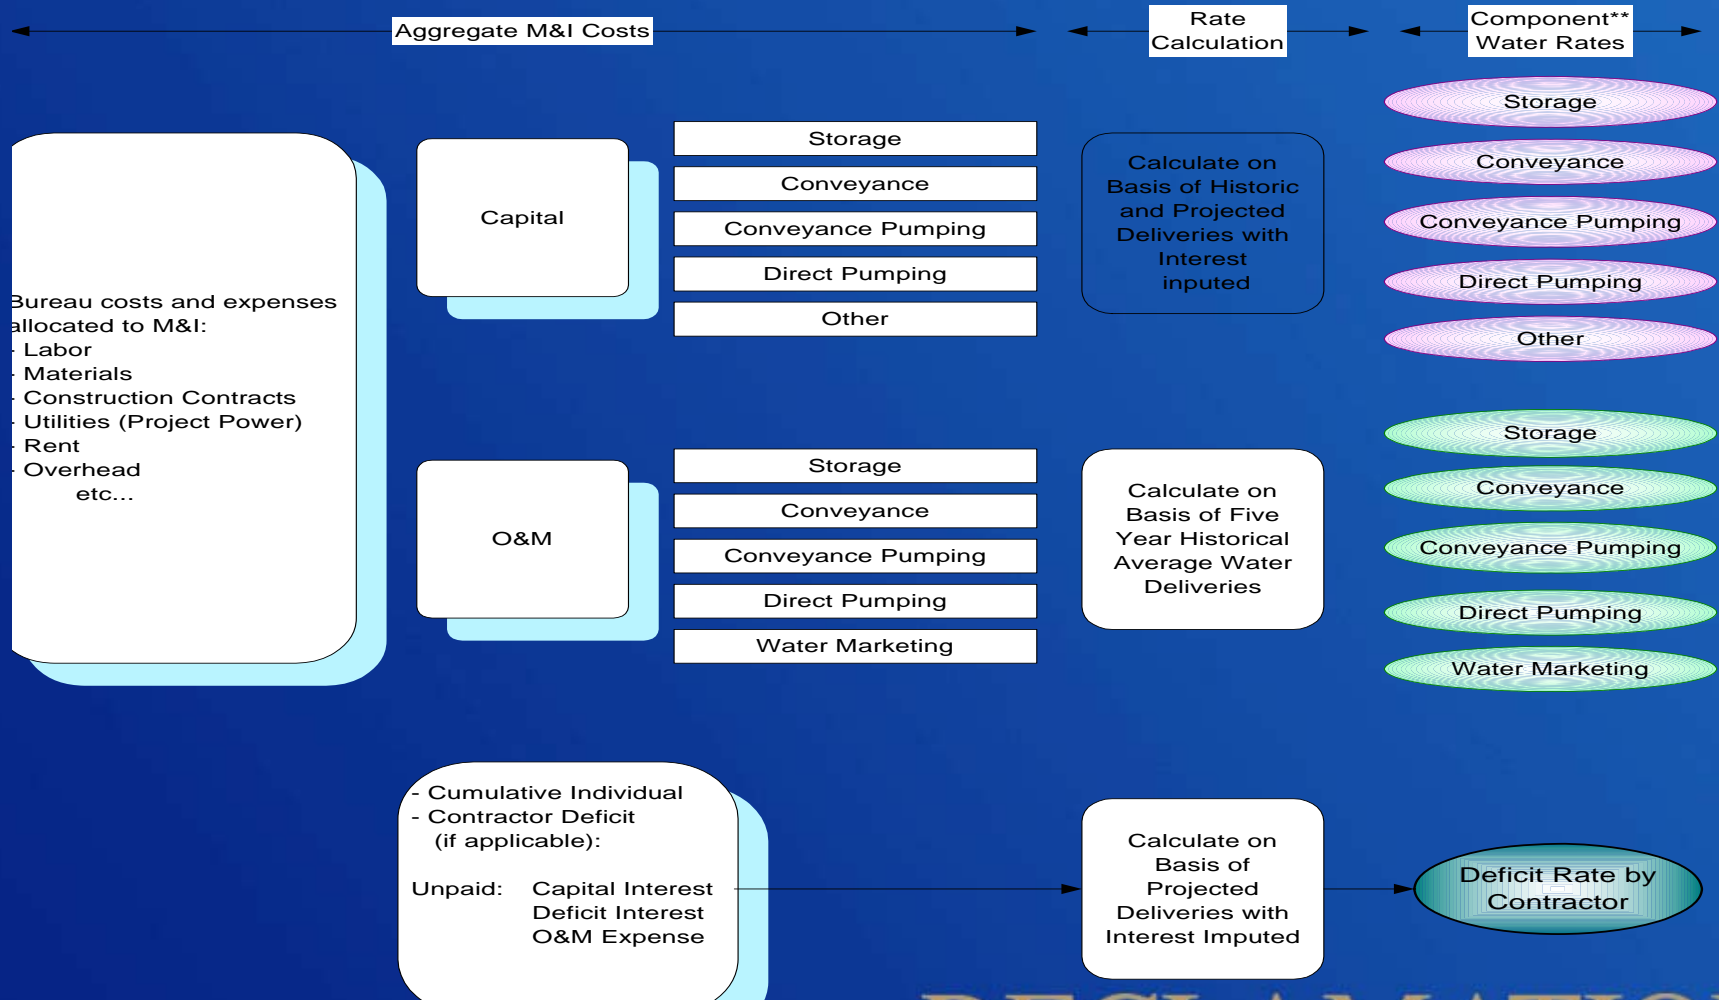 Aggregate M&I Costs
Rate
Calculation
Component**
Water Rates
Bureau costs and expenses
allocated to M&I:
- Labor
- Materials
- Construction Contracts
- Utilities (Project Power)
- Rent
- Overhead
etc...
Capital
Storage
Conveyance
Conveyance Pumping
Direct Pumping
Other
Calculate on
Basis of Historic
and Projected
Deliveries with
Interest
inputed
Storage
Conveyance
Conveyance Pumping
Direct Pumping
Other
O&M
Storage
Conveyance
Conveyance Pumping
Direct Pumping
Water Marketing
Calculate on
Basis of Five
Year Historical
Average Water
Deliveries
Storage
Conveyance
Conveyance Pumping
Direct Pumping
Water Marketing
- Cumulative Individual
- Contractor Deficit
(if applicable):
Unpaid: Capital Interest
Deficit Interest
O&M Expense
Calculate on
Basis of
Projected
Deliveries with
Interest Imputed
Deficit Rate by
Contractor